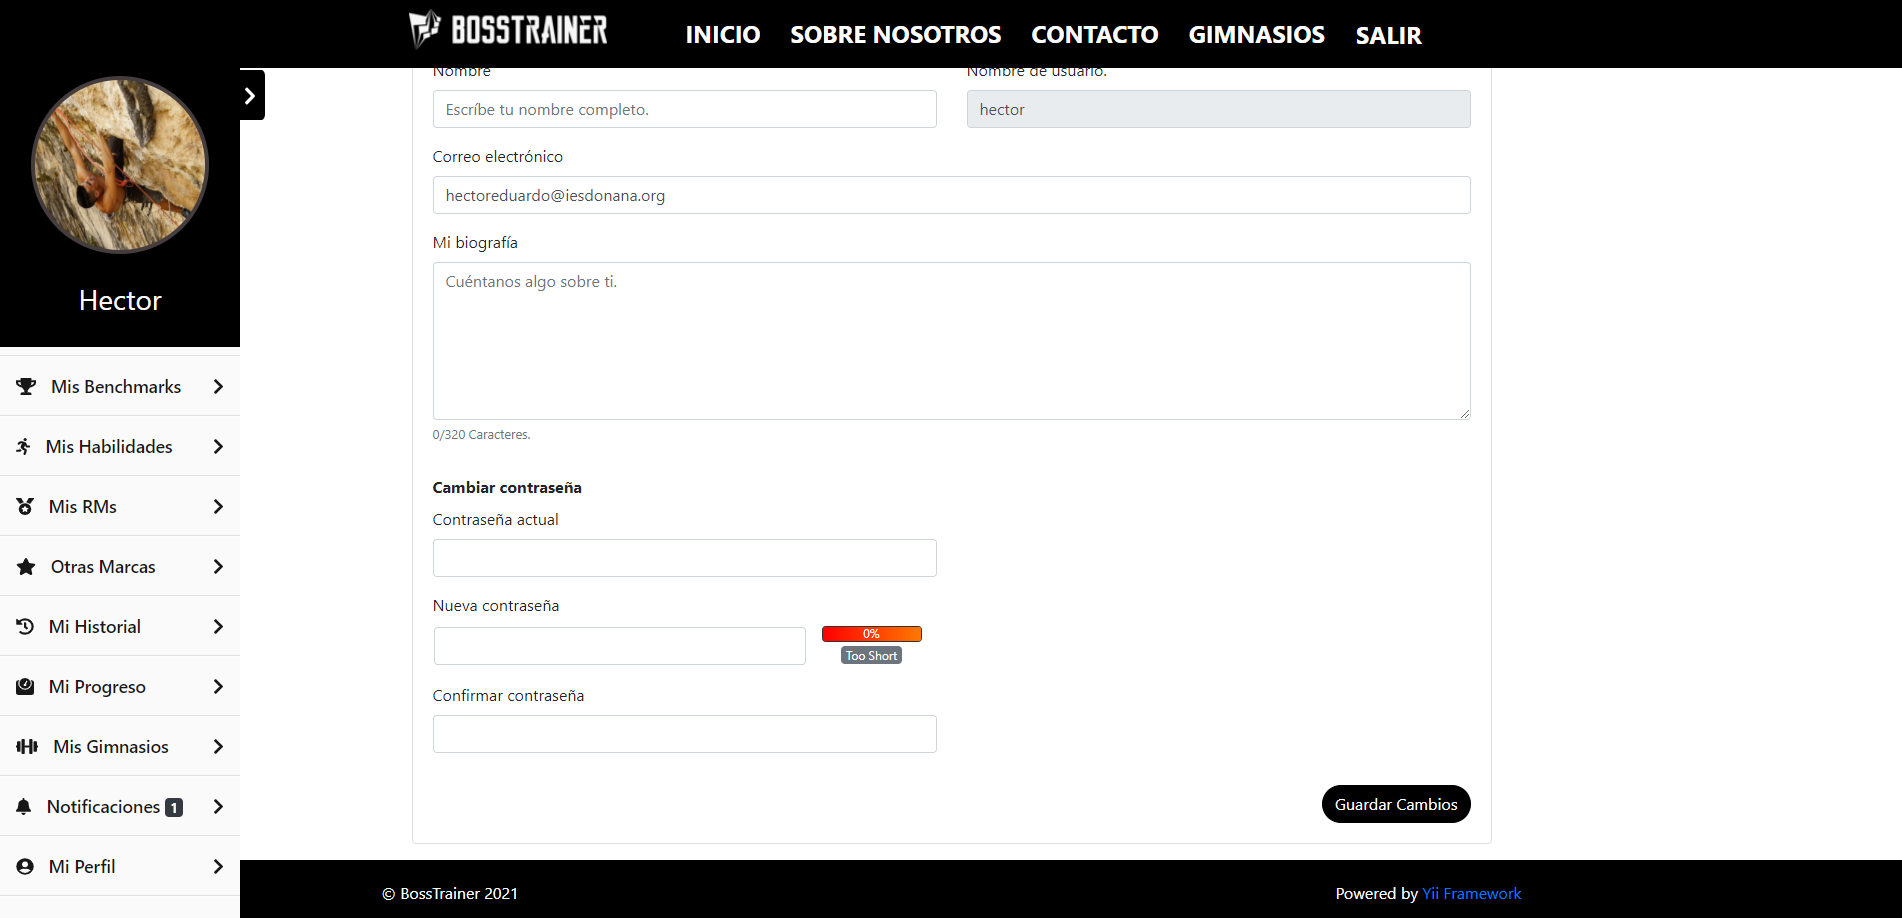 BOSSTRAINER
INICIO SOBRE NOSOTROS CONTACTO GIMNASIOS SALIR
Hector
Mis Benchmarks
Mis Habilidades
Mis RMs
Otras Marcas
Mi Historial
Mi Progreso
Mis Gimnasios
Notificaciones 1
Mi Perfil
Nombre
Escríbe tu nombre completo.
Nombre de usuario.
hector
Correo electrónico
hectoreduardo@iesdonana.org
Mi biografía
Cuéntanos algo sobre ti.
0/320 Caracteres.
Cambiar contraseña
Contraseña actual
Nueva contraseña
0%
Too Short
Confirmar contraseña
Guardar Cambios
© BossTrainer 2021
Powered by Yii Framework